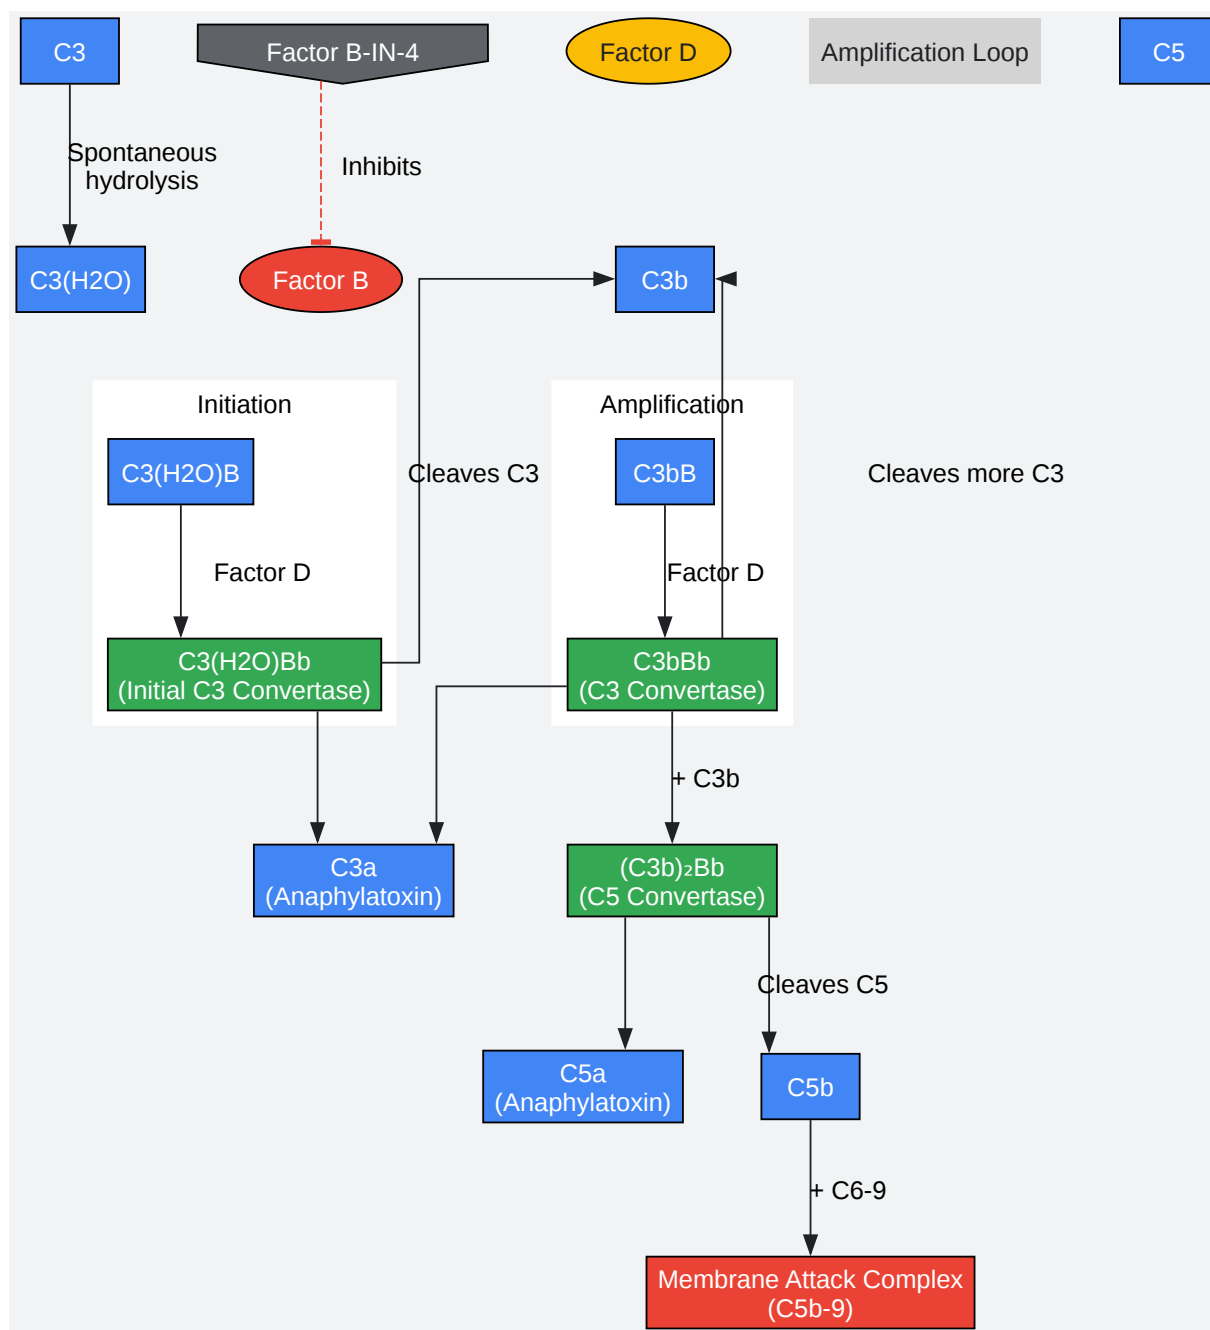 C3
Factor B-IN-4
Factor D
Amplification Loop
C5
Spontaneous
hydrolysis
Inhibits
C3(H2O)
Factor B
C3b
Initiation
Amplification
C3(H2O)B
Cleaves C3
C3bB
Cleaves more C3
Factor D
Factor D
C3(H2O)Bb
(Initial C3 Convertase)
C3bBb
(C3 Convertase)
+ C3b
C3a
(Anaphylatoxin)
(C3b)₂Bb
(C5 Convertase)
Cleaves C5
C5a
(Anaphylatoxin)
C5b
+ C6-9
Membrane Attack Complex
(C5b-9)